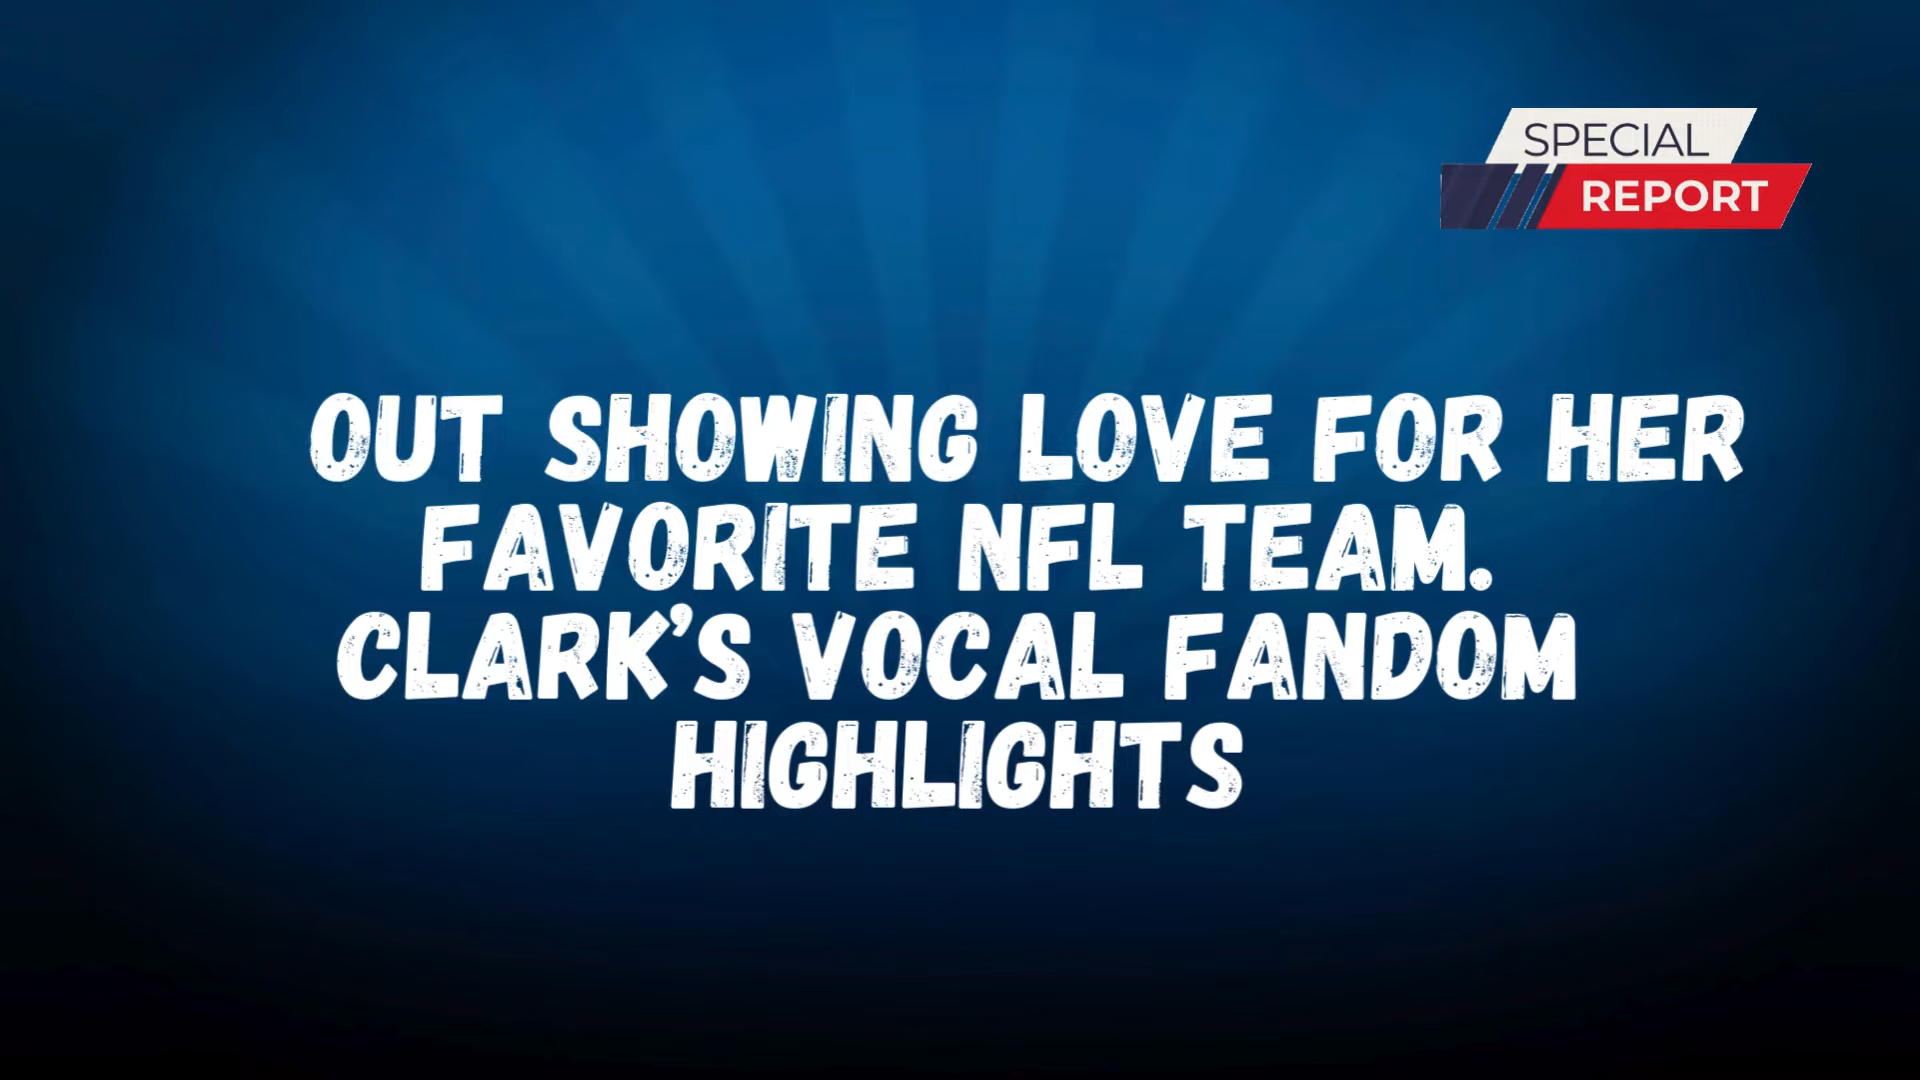 SPECIAL
REPORT
OUT SHOWING LOVE FOR HER
FAVORITE NFL TEAM.
CLARK’S VOCAL FANDOM
HIGHLIGHTS